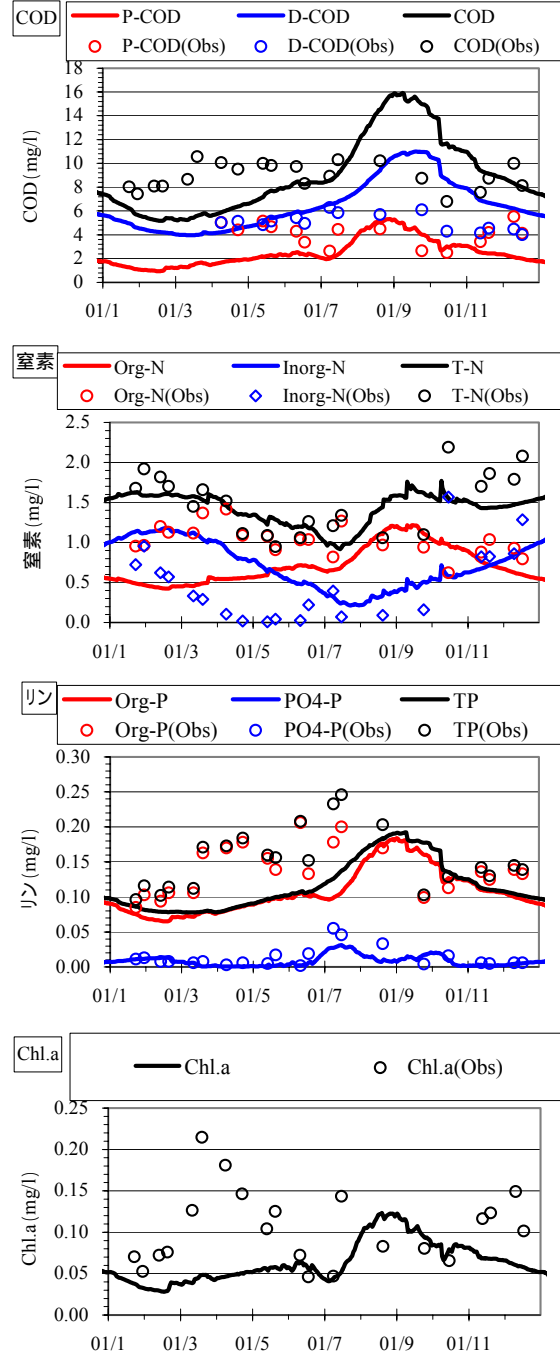 COD
P-COD D-COD COD
P-COD(Obs) D-COD(Obs) COD(Obs)
COD (mg/l)
18
16
14
12
10
8
6
4
2
0
01/1 01/3 01/5 01/7 01/9 01/11
窒素
Org-N Inorg-N T-N
Org-N(Obs) Inorg-N(Obs) T-N(Obs)
窒素 (mg/l)
2.5
2.0
1.5
1.0
0.5
0.0
01/1 01/3 01/5 01/7 01/9 01/11
リン
Org-P PO4-P TP
Org-P(Obs) PO4-P(Obs) TP(Obs)
リン (mg/l)
0.30
0.25
0.20
0.15
0.10
0.05
0.00
01/1 01/3 01/5 01/7 01/9 01/11
Chl.a
Chl.a Chl.a(Obs)
Chl.a (mg/l)
0.25
0.20
0.15
0.10
0.05
0.00
01/1 01/3 01/5 01/7 01/9 01/11